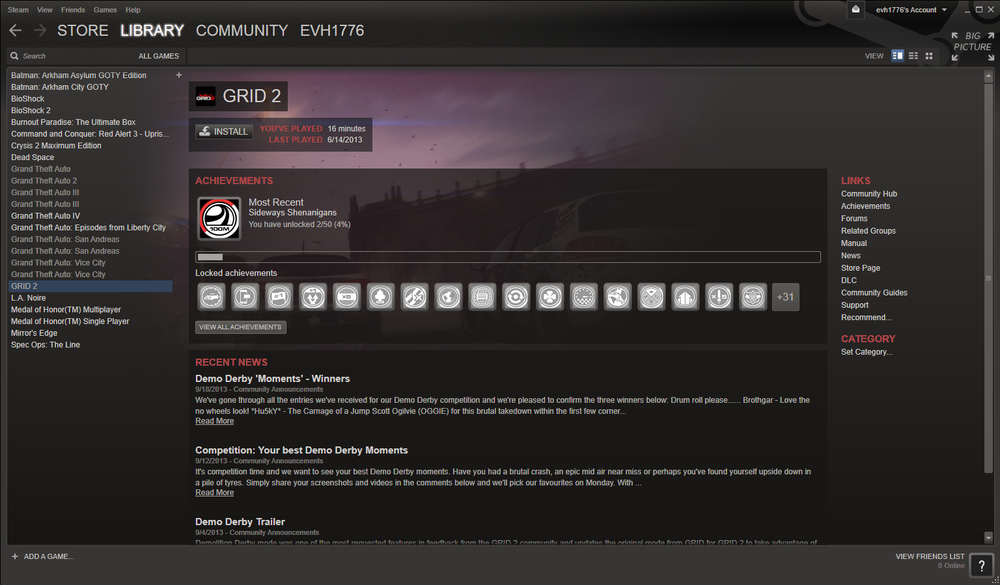 Steam View Friends Games Help
evh1776's Account
STORE LIBRARY COMMUNITY EVH1776
BIG PICTURE
Search ALL GAMES
VIEW
Batman: Arkham Asylum GOTY Edition
Batman: Arkham City GOTY
BioShock
BioShock 2
Burnout Paradise: The Ultimate Box
Command and Conquer: Red Alert 3 - Upris...
Crysis 2 Maximum Edition
Dead Space
Grand Theft Auto
Grand Theft Auto 2
Grand Theft Auto III
Grand Theft Auto III
Grand Theft Auto IV
Grand Theft Auto: Episodes from Liberty City
Grand Theft Auto: San Andreas
Grand Theft Auto: San Andreas
Grand Theft Auto: Vice City
Grand Theft Auto: Vice City
GRID 2
L.A. Noire
Medal of Honor(TM) Multiplayer
Medal of Honor(TM) Single Player
Mirror's Edge
Spec Ops: The Line
GRID 2
GRID 2
INSTALL
YOU'VE PLAYED 16 minutes
LAST PLAYED 6/14/2013
ACHIEVEMENTS
100M
Most Recent
Sideways Shenanigans
You have unlocked 2/50 (4%)
Locked achievements
#1
#1
x5
x 5
+31
VIEW ALL ACHIEVEMENTS
RECENT NEWS
Demo Derby 'Moments' - Winners
9/18/2013 - Community Announcements
We've gone through all the entries we've received for our Demo Derby competition and we're pleased to confirm the three winners below: Drum roll please...... Brothgar - Love the
no wheels look! *Hu5kY* - The Carnage of a Jump Scott Ogilvie (OGGIE) for this brutal takedown within the first few corner...
Read More
Competition: Your best Demo Derby Moments
9/12/2013 - Community Announcements
It's competition time and we want to see your best Demo Derby moments. Have you had a brutal crash, an epic mid air near miss or perhaps you've found yourself upside down in
a pile of tyres. Simply share your screenshots and videos in the comments below and we'll pick our favourites on Monday. With ...
Read More
Demo Derby Trailer
9/4/2013 - Community Announcements
Demolition Derby mode was one of the most requested features in feedback from the GRID 2 community and updates the original mode from GRID for GRID 2 to take advantage of
LINKS
Community Hub
Achievements
Forums
Related Groups
Manual
News
Store Page
DLC
Community Guides
Support
Recommend...
CATEGORY
Set Category...
ADD A GAME...
VIEW FRIENDS LIST
0 Online
?